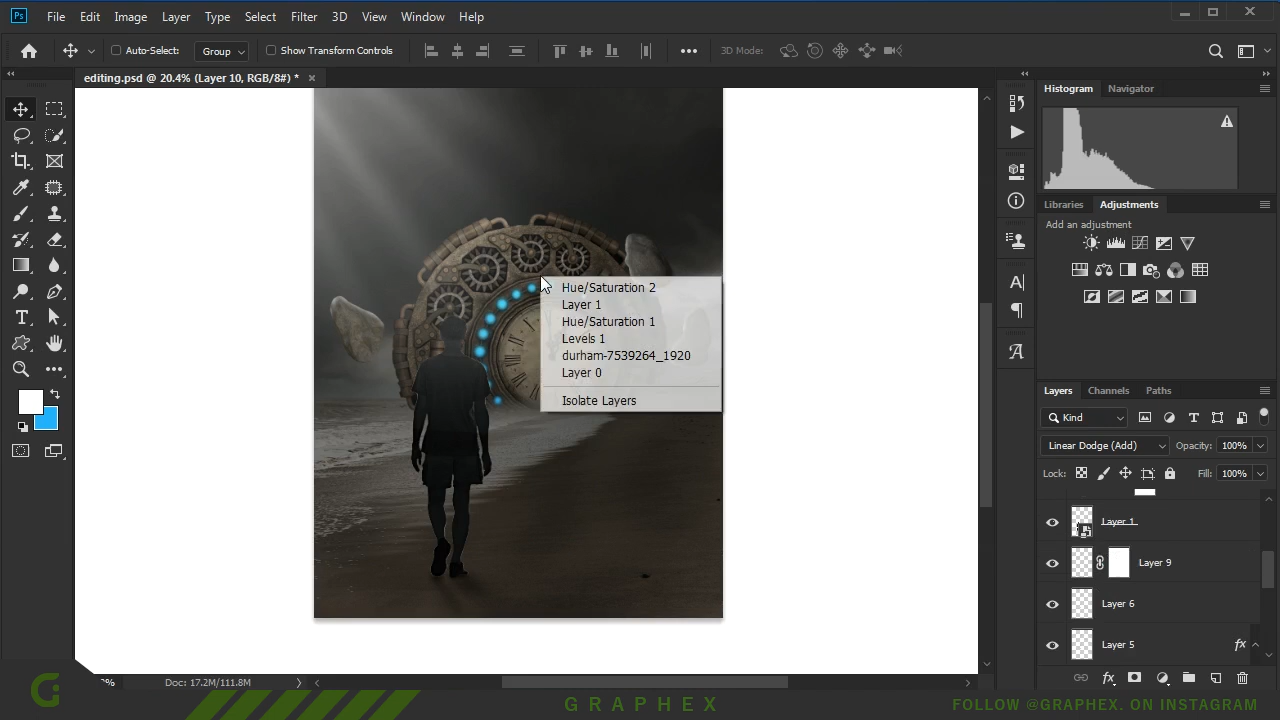 Ps File Edit Image Layer Type Select Filter 3D View Window Help
Auto-Select: Group Show Transform Controls 3D Mode:
editing.psd @ 20.4% (Layer 10, RGB/8#) *
Histogram Navigator
Libraries Adjustments
Add an adjustment
Hue/Saturation 2
Layer 1
Hue/Saturation 1
Levels 1
durham-7539264_1920
Layer 0
Isolate Layers
Layers Channels Paths
Kind
Linear Dodge (Add) Opacity: 100%
Lock: Fill: 100%
Layer 1
Layer 9
Layer 6
Layer 5 fx
Doc: 17.2M/111.8M
GRAPHEX
FOLLOW @GRAPHEX. ON INSTAGRAM